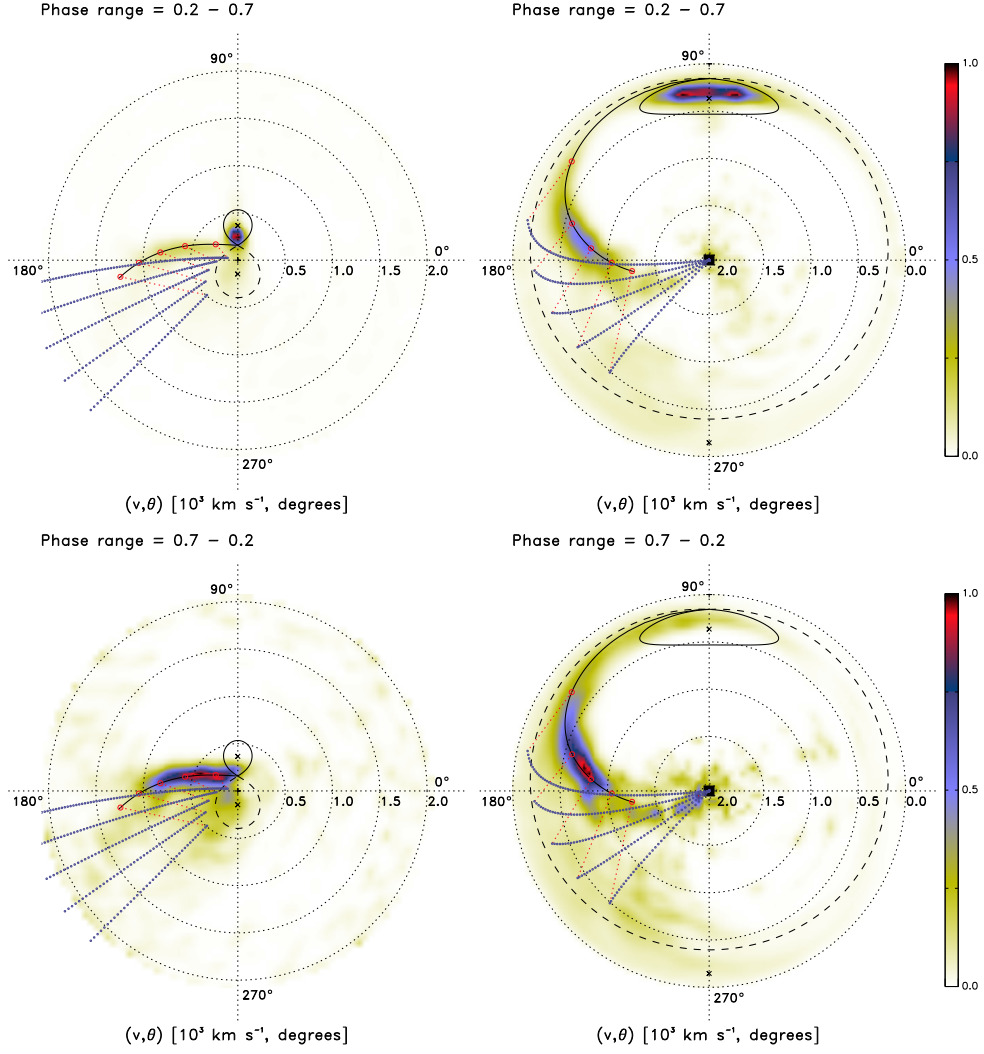 Phase range = 0.2 – 0.7
Phase range = 0.2 – 0.7
90°
90°
1.0
180°
0°
0.5 1.0 1.5 2.0
180°
0°
2.0 1.5 1.0 0.5 0.0
0.5
270°
270°
0.0
(v,θ) [10³ km s⁻¹, degrees]
(v,θ) [10³ km s⁻¹, degrees]
Phase range = 0.7 – 0.2
Phase range = 0.7 – 0.2
90°
90°
1.0
180°
0°
0.5 1.0 1.5 2.0
180°
0°
2.0 1.5 1.0 0.5 0.0
0.5
270°
270°
0.0
(v,θ) [10³ km s⁻¹, degrees]
(v,θ) [10³ km s⁻¹, degrees]